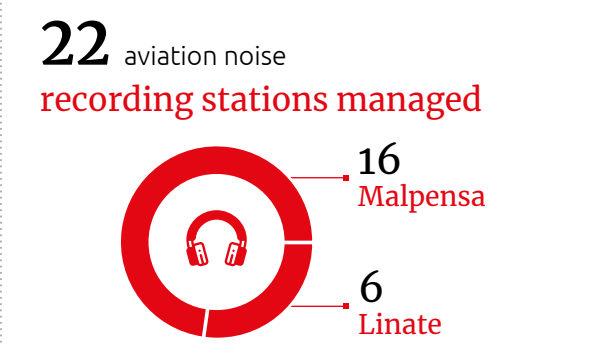 22 aviation noise
recording stations managed
16
Malpensa
6
Linate